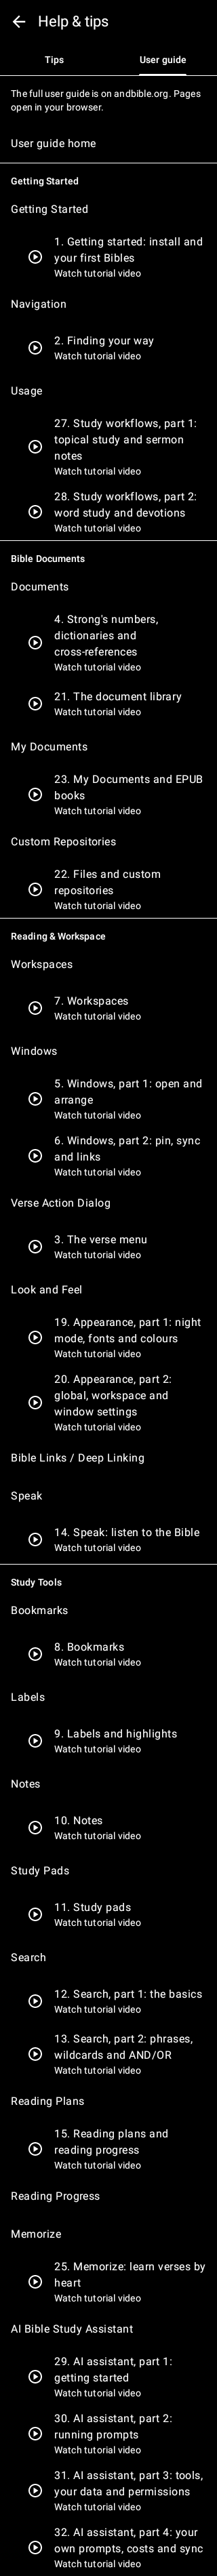 Help & tips
Tips
User guide
The full user guide is on andbible.org. Pages
open in your browser.
User guide home
Getting Started
Getting Started
1. Getting started: install and
your first Bibles
Watch tutorial video
Navigation
2. Finding your way
Watch tutorial video
Usage
27. Study workflows, part 1:
topical study and sermon
notes
Watch tutorial video
28. Study workflows, part 2:
word study and devotions
Watch tutorial video
Bible Documents
Documents
4. Strong's numbers,
dictionaries and
cross-references
Watch tutorial video
21. The document library
Watch tutorial video
My Documents
23. My Documents and EPUB
books
Watch tutorial video
Custom Repositories
22. Files and custom
repositories
Watch tutorial video
Reading & Workspace
Workspaces
7. Workspaces
Watch tutorial video
Windows
5. Windows, part 1: open and
arrange
Watch tutorial video
6. Windows, part 2: pin, sync
and links
Watch tutorial video
Verse Action Dialog
3. The verse menu
Watch tutorial video
Look and Feel
19. Appearance, part 1: night
mode, fonts and colours
Watch tutorial video
20. Appearance, part 2:
global, workspace and
window settings
Watch tutorial video
Bible Links / Deep Linking
Speak
14. Speak: listen to the Bible
Watch tutorial video
Study Tools
Bookmarks
8. Bookmarks
Watch tutorial video
Labels
9. Labels and highlights
Watch tutorial video
Notes
10. Notes
Watch tutorial video
Study Pads
11. Study pads
Watch tutorial video
Search
12. Search, part 1: the basics
Watch tutorial video
13. Search, part 2: phrases,
wildcards and AND/OR
Watch tutorial video
Reading Plans
15. Reading plans and
reading progress
Watch tutorial video
Reading Progress
Memorize
25. Memorize: learn verses by
heart
Watch tutorial video
AI Bible Study Assistant
29. AI assistant, part 1:
getting started
Watch tutorial video
30. AI assistant, part 2:
running prompts
Watch tutorial video
31. AI assistant, part 3: tools,
your data and permissions
Watch tutorial video
32. AI assistant, part 4: your
own prompts, costs and sync
Watch tutorial video